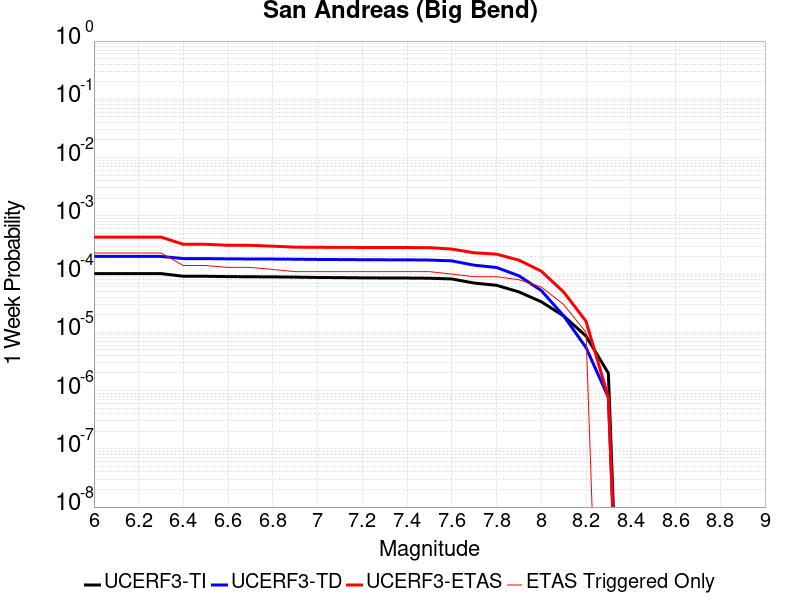 San Andreas (Big Bend)
10^0
10^-1
10^-2
10^-3
10^-4
10^-5
10^-6
10^-7
10^-8
1 Week Probability
6 6.2 6.4 6.6 6.8 7 7.2 7.4 7.6 7.8 8 8.2 8.4 8.6 8.8 9
Magnitude
UCERF3-TI UCERF3-TD UCERF3-ETAS ETAS Triggered Only